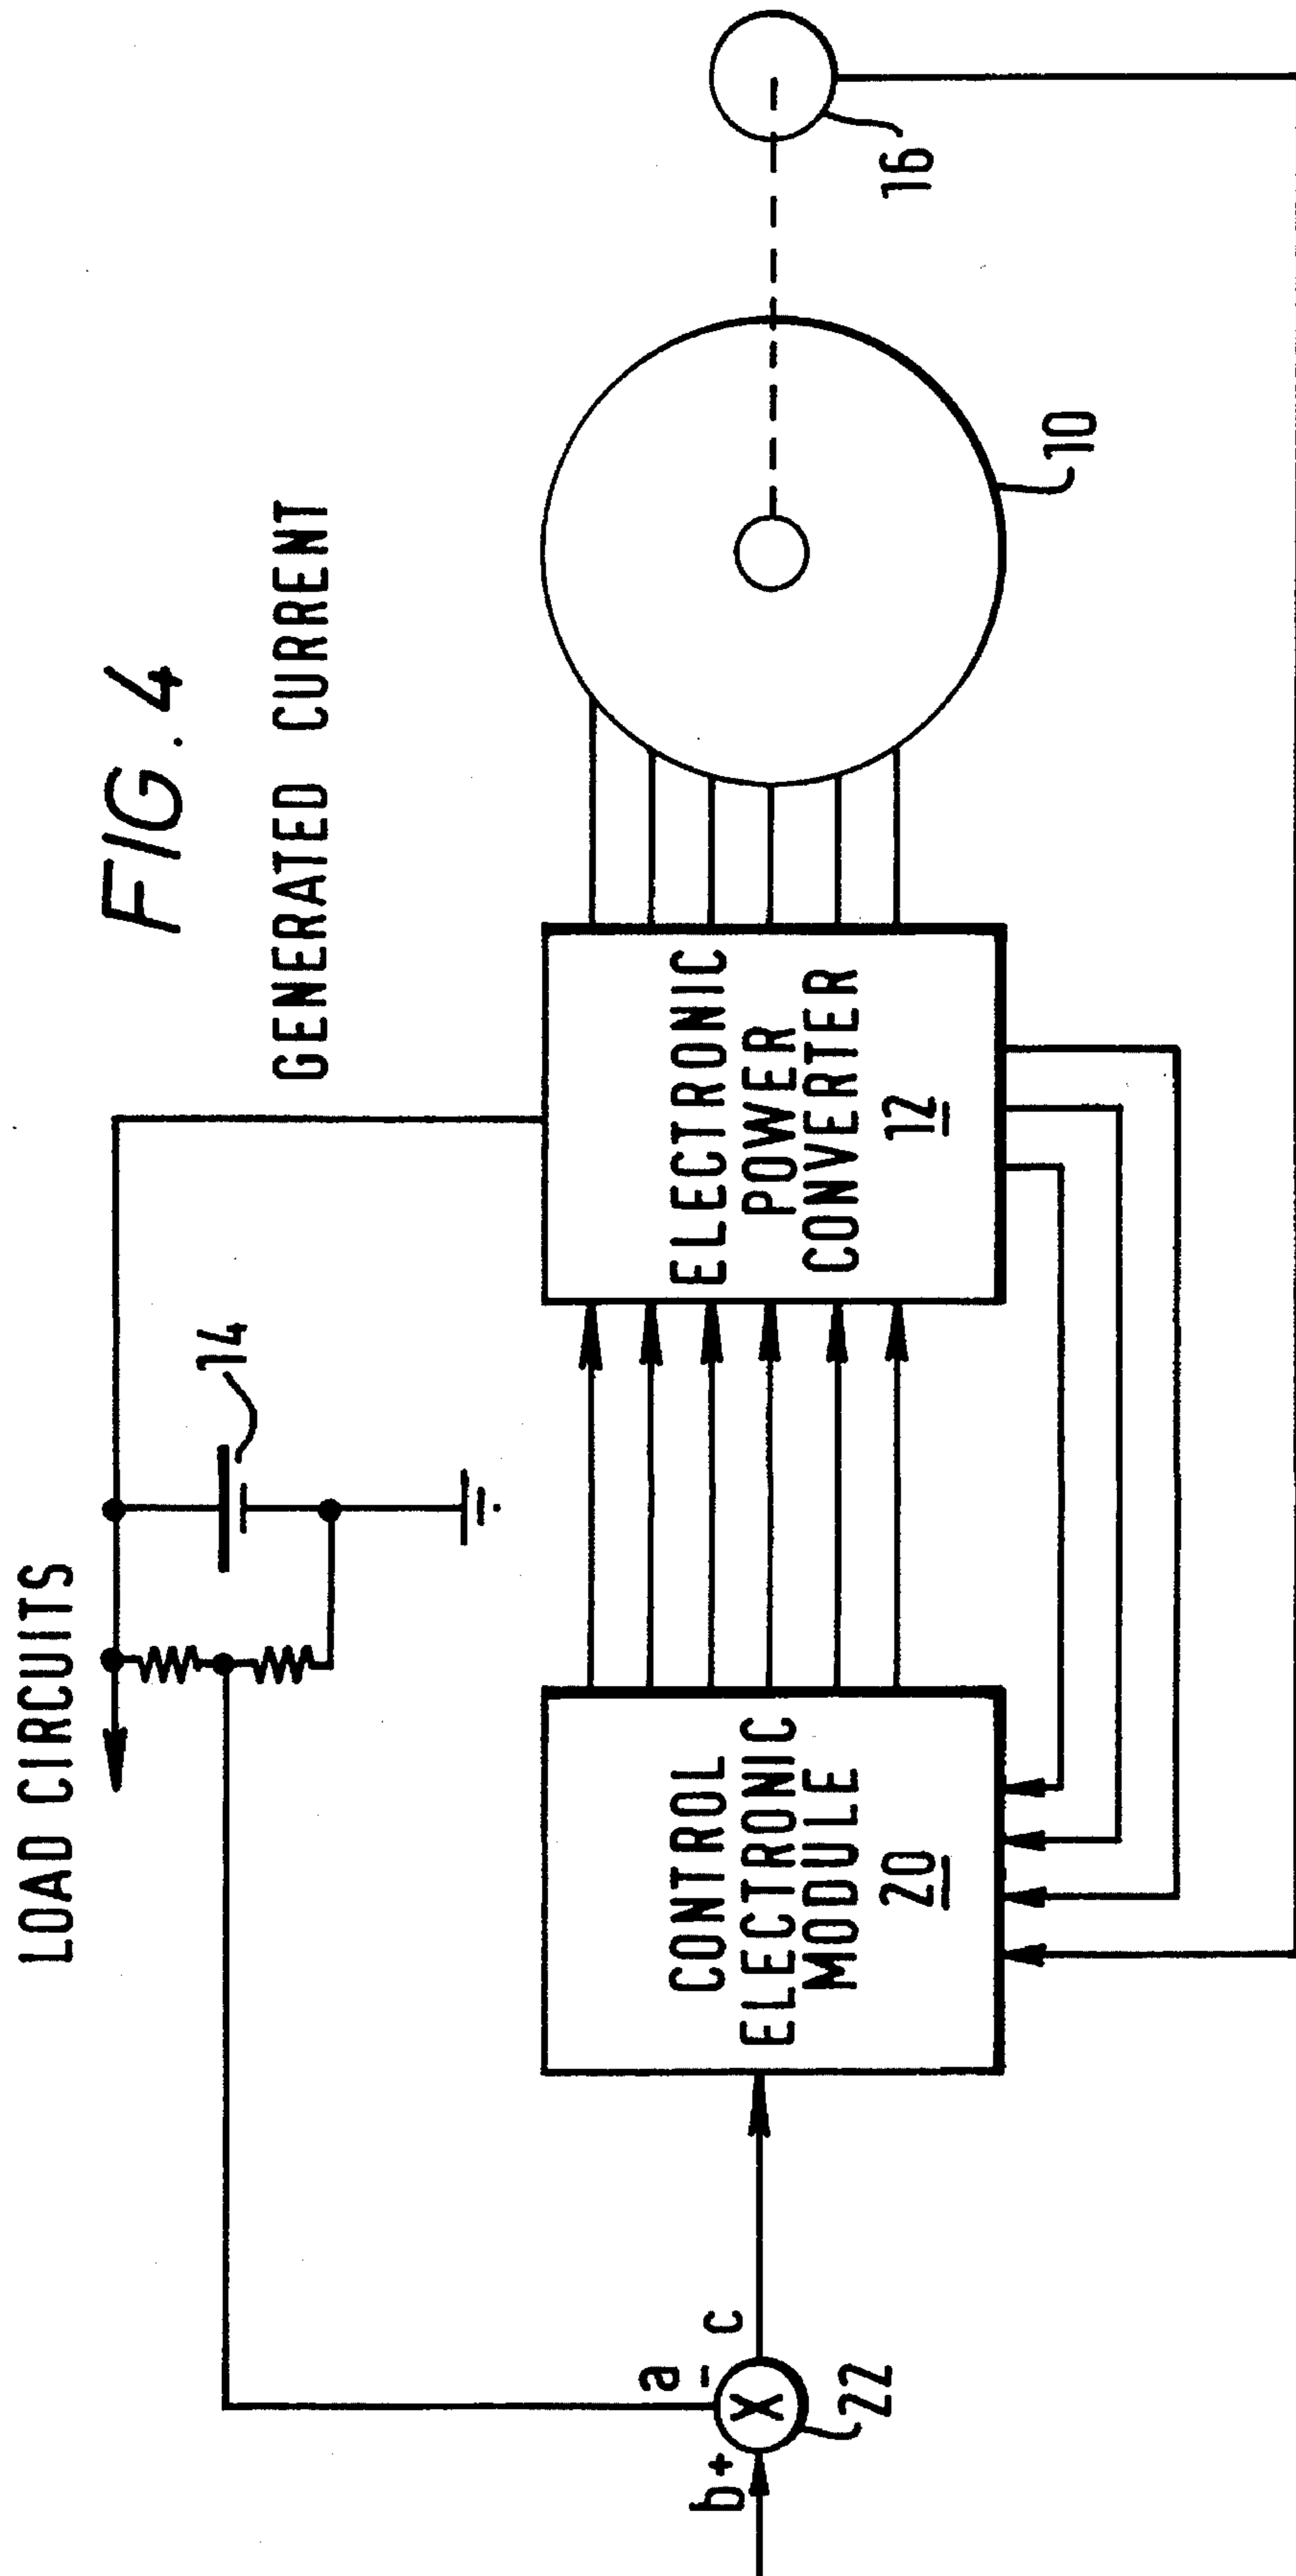 FIG. 4
GENERATED CURRENT
LOAD CIRCUITS
14
16
10
ELECTRONIC
POWER
CONVERTER
12
CONTROL
ELECTRONIC
MODULE
20
a
-
c
b+
X
22